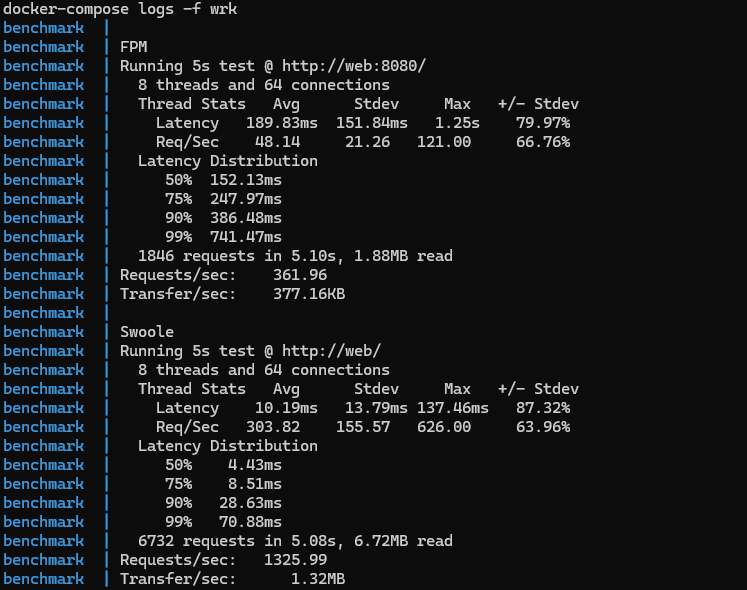 docker-compose logs -f wrk
benchmark  |
benchmark  | FPM
benchmark  | Running 5s test @ http://web:8080/
benchmark  |   8 threads and 64 connections
benchmark  |   Thread Stats   Avg      Stdev     Max   +/- Stdev
benchmark  |     Latency   189.83ms  151.84ms   1.25s    79.97%
benchmark  |     Req/Sec    48.14     21.26   121.00     66.76%
benchmark  |   Latency Distribution
benchmark  |      50%  152.13ms
benchmark  |      75%  247.97ms
benchmark  |      90%  386.48ms
benchmark  |      99%  741.47ms
benchmark  |   1846 requests in 5.10s, 1.88MB read
benchmark  | Requests/sec:    361.96
benchmark  | Transfer/sec:    377.16KB
benchmark  |
benchmark  | Swoole
benchmark  | Running 5s test @ http://web/
benchmark  |   8 threads and 64 connections
benchmark  |   Thread Stats   Avg      Stdev     Max   +/- Stdev
benchmark  |     Latency    10.19ms   13.79ms 137.46ms   87.32%
benchmark  |     Req/Sec   303.82    155.57   626.00     63.96%
benchmark  |   Latency Distribution
benchmark  |      50%    4.43ms
benchmark  |      75%    8.51ms
benchmark  |      90%   28.63ms
benchmark  |      99%   70.88ms
benchmark  |   6732 requests in 5.08s, 6.72MB read
benchmark  | Requests/sec:   1325.99
benchmark  | Transfer/sec:      1.32MB